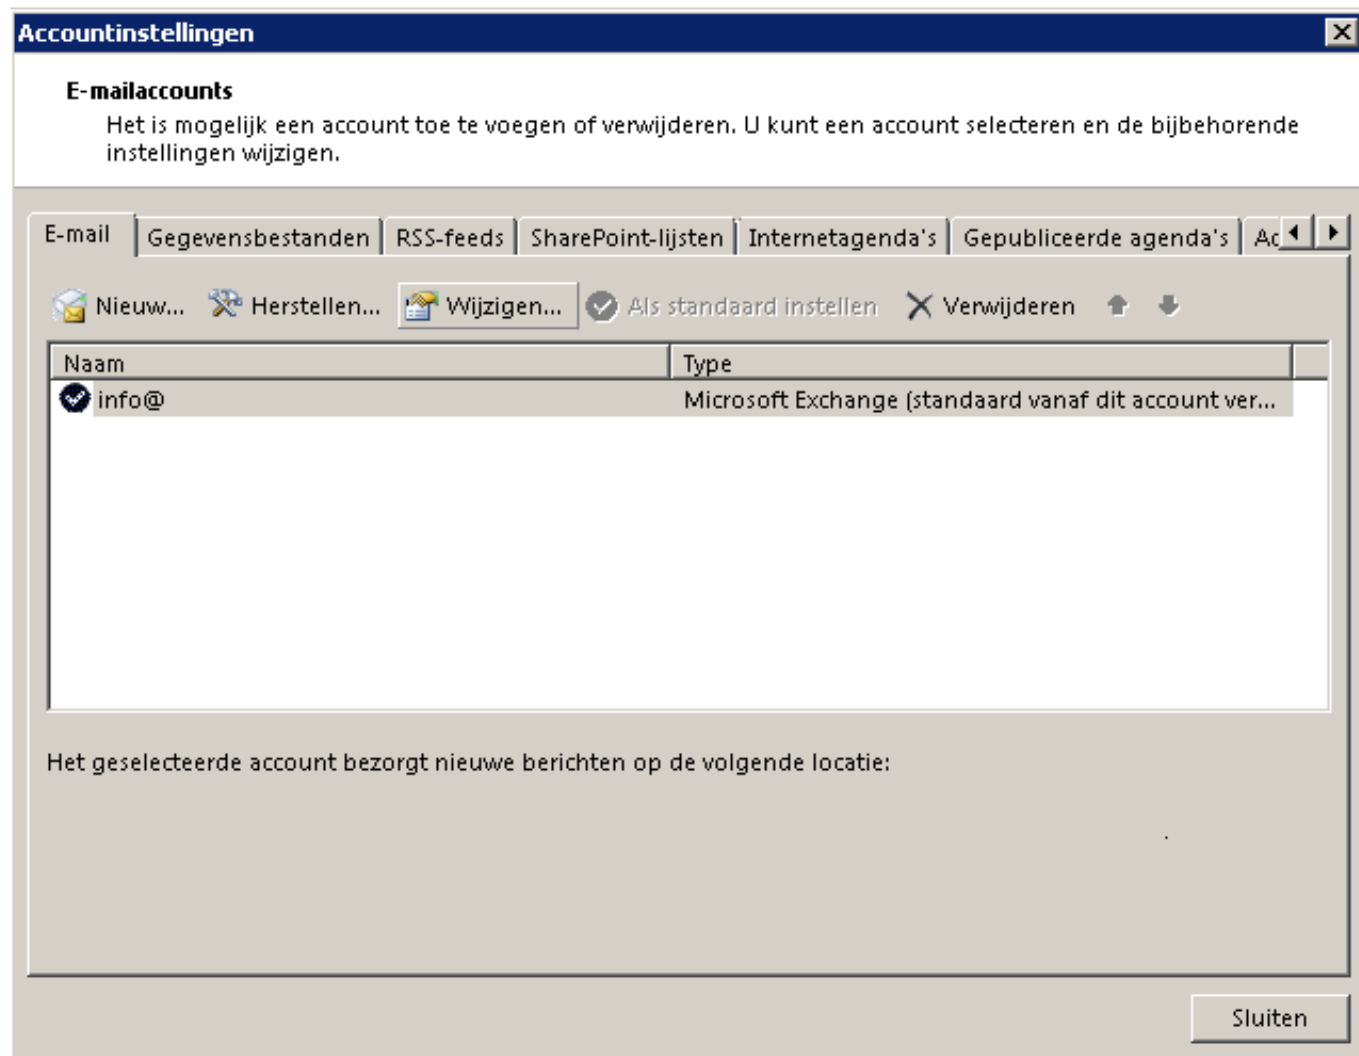 Accountinstellingen
E-mailaccounts
Het is mogelijk een account toe te voegen of verwijderen. U kunt een account selecteren en de bijbehorende
instellingen wijzigen.
E-mail Gegevensbestanden RSS-feeds SharePoint-lijsten Internetagenda's Gepubliceerde agenda's Ac
Nieuw... Herstellen... Wijzigen... Als standaard instellen Verwijderen
Naam Type
info@ Microsoft Exchange (standaard vanaf dit account ver...
Het geselecteerde account bezorgt nieuwe berichten op de volgende locatie:
Sluiten